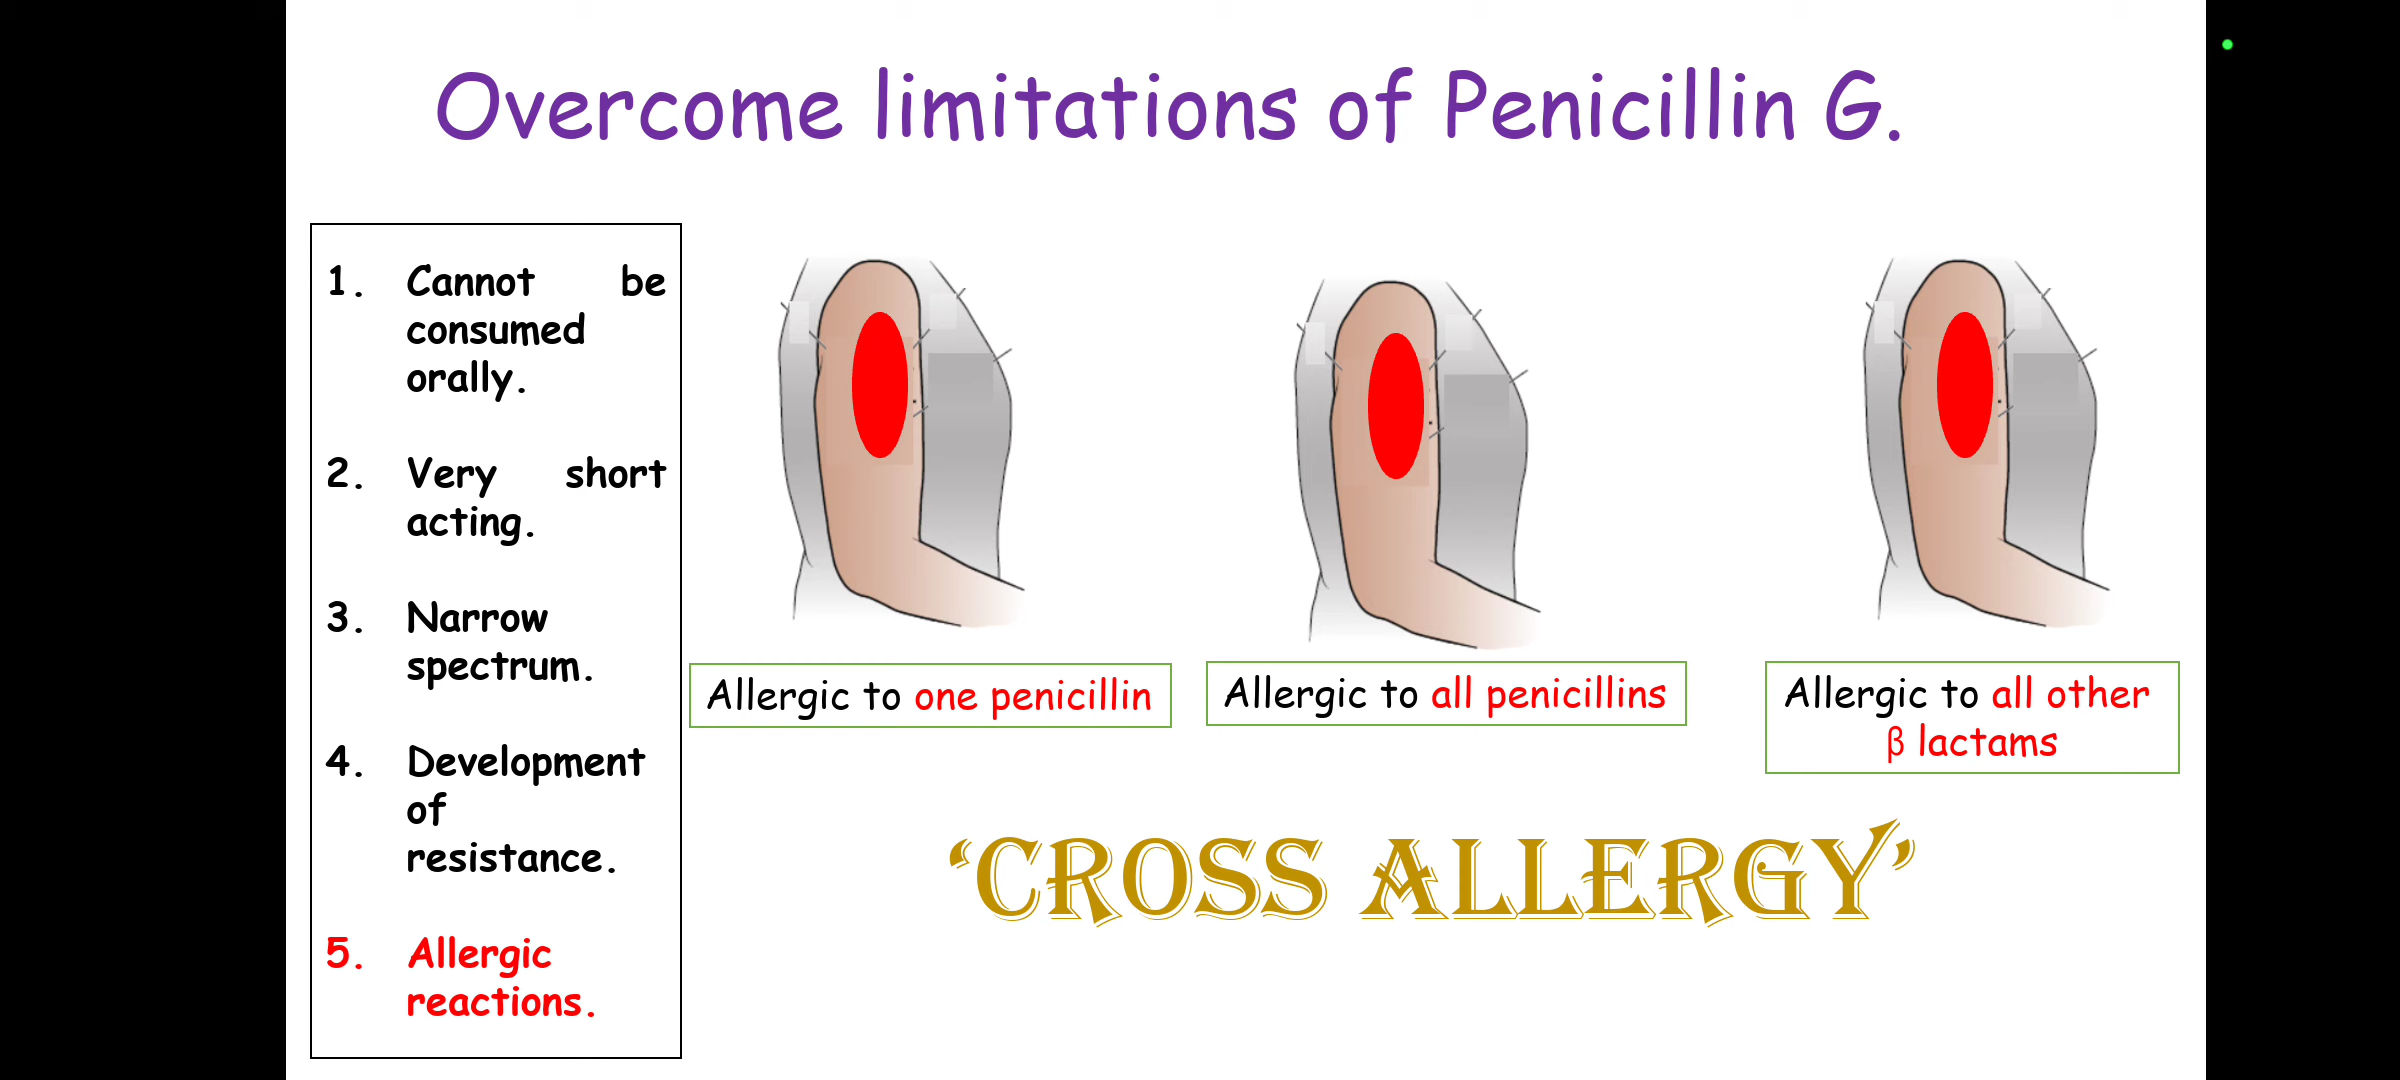 Overcome limitations of Penicillin G.
1. Cannot be
consumed
orally.
2. Very short
acting.
3. Narrow
spectrum.
4. Development
of
resistance.
5. Allergic
reactions.
Allergic to one penicillin
Allergic to all penicillins
Allergic to all other
β lactams
‘CROSS ALLERGY’